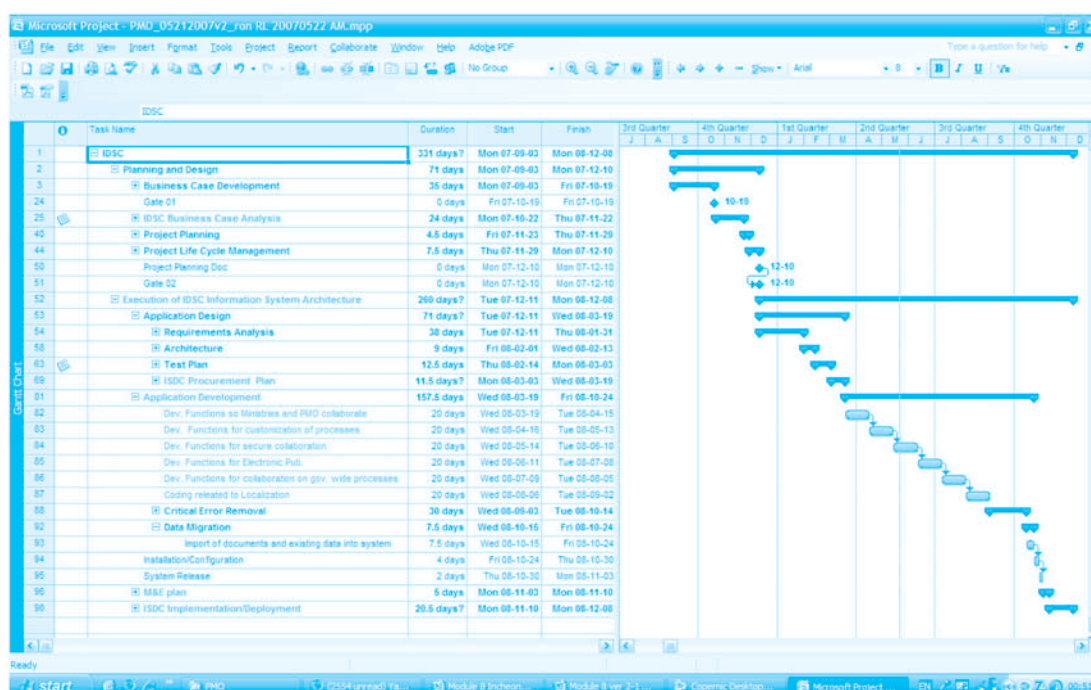 Microsoft Project - PMO_05212007v2_ron RL 20070522 AM.mpp
File Edit View Insert Format Tools Project Report Collaborate Window Help Adobe PDF Type a question for help
No Group Show Arial 8 B I U
IDSC
Task Name Duration Start Finish 3rd Quarter 4th Quarter 1st Quarter 2nd Quarter 3rd Quarter 4th Quarter
J A S O N D J F M A M J J A S O N D
1 IDSC 331 days? Mon 07-09-03 Mon 08-12-08
2 Planning and Design 71 days Mon 07-09-03 Mon 07-12-10
3 Business Case Development 35 days Mon 07-09-03 Fri 07-10-19
24 Gate 01 0 days Fri 07-10-19 Fri 07-10-19 10-19
25 IDSC Business Case Analysis 24 days Mon 07-10-22 Thu 07-11-22
40 Project Planning 4.5 days Fri 07-11-23 Thu 07-11-29
44 Project Life Cycle Management 7.5 days Thu 07-11-29 Mon 07-12-10
50 Project Planning Doc 0 days Mon 07-12-10 Mon 07-12-10 12-10
51 Gate 02 0 days Mon 07-12-10 Mon 07-12-10 12-10
52 Execution of IDSC Information System Architecture 260 days? Tue 07-12-11 Mon 08-12-08
53 Application Design 71 days? Tue 07-12-11 Wed 08-03-19
54 Requirements Analysis 38 days Tue 07-12-11 Thu 08-01-31
58 Architecture 9 days Fri 08-02-01 Wed 08-02-13
63 Test Plan 12.5 days Thu 08-02-14 Mon 08-03-03
69 ISDC Procurement Plan 11.5 days? Mon 08-03-03 Wed 08-03-19
81 Application Development 157.5 days Wed 08-03-19 Fri 08-10-24
82 Dev. Functions so Ministries and PMO collaborate 20 days Wed 08-03-19 Tue 08-04-15
83 Dev. Functions for customization of processes 20 days Wed 08-04-16 Tue 08-05-13
84 Dev. Functions for secure collaboration 20 days Wed 08-05-14 Tue 08-06-10
85 Dev. Functions for Electronic Pub. 20 days Wed 08-06-11 Tue 08-07-08
86 Dev. Functions for collaboration on gov. wide processes 20 days Wed 08-07-09 Tue 08-08-05
87 Coding releated to Localization 20 days Wed 08-08-06 Tue 08-09-02
88 Critical Error Removal 30 days Wed 08-09-03 Tue 08-10-14
92 Data Migration 7.5 days Wed 08-10-15 Fri 08-10-24
93 Import of documents and existing data into system 7.5 days Wed 08-10-15 Fri 08-10-24
94 Installation/Configuration 4 days Fri 08-10-24 Thu 08-10-30
95 System Release 2 days Thu 08-10-30 Mon 08-11-03
96 M&E plan 5 days Mon 08-11-03 Mon 08-11-10
98 ISDC Implementation/Deployment 20.5 days? Mon 08-11-10 Mon 08-12-08
Gantt Chart
Ready
start PMO (2554 unread) Ya... Module 8 Incheon... Module 8 ver 2-1... Copernic Desktop... Microsoft Project... EN